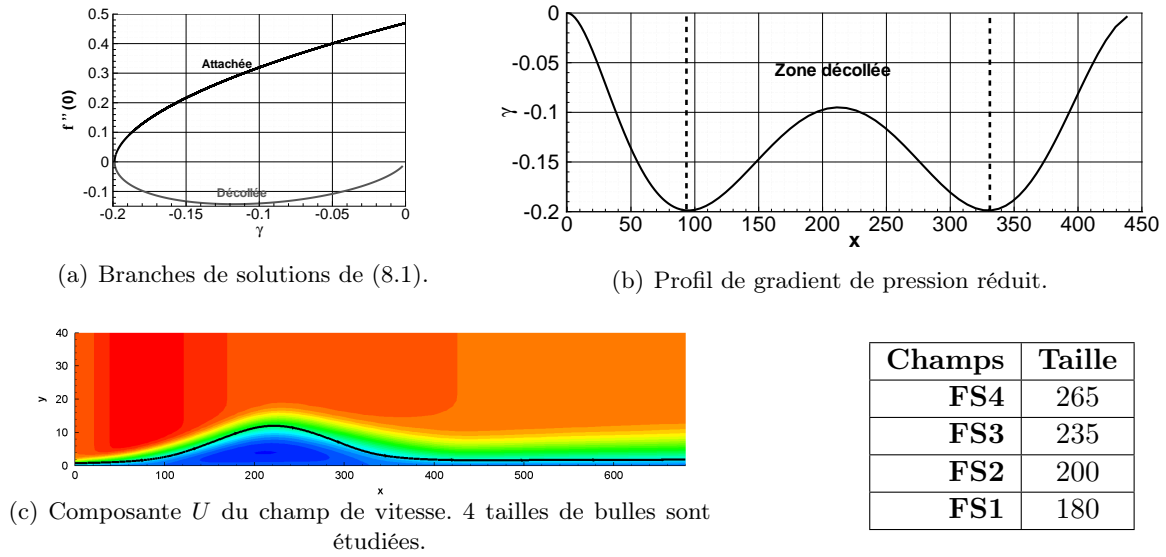 0.5
0.4
0.3
0.2
0.1
0
-0.1
f''(0)
Attachée
Décollée
-0.2 -0.15 -0.1 -0.05 0
γ
(a) Branches de solutions de (8.1).
0
-0.05
-0.1
-0.15
-0.2
γ
Zone décollée
0 50 100 150 200 250 300 350 400 450
x
(b) Profil de gradient de pression réduit.
40
30
20
10
0
y
0 100 200 300 400 500 600
x
(c) Composante U du champ de vitesse. 4 tailles de bulles sont
étudiées.
Champs Taille
FS4 265
FS3 235
FS2 200
FS1 180